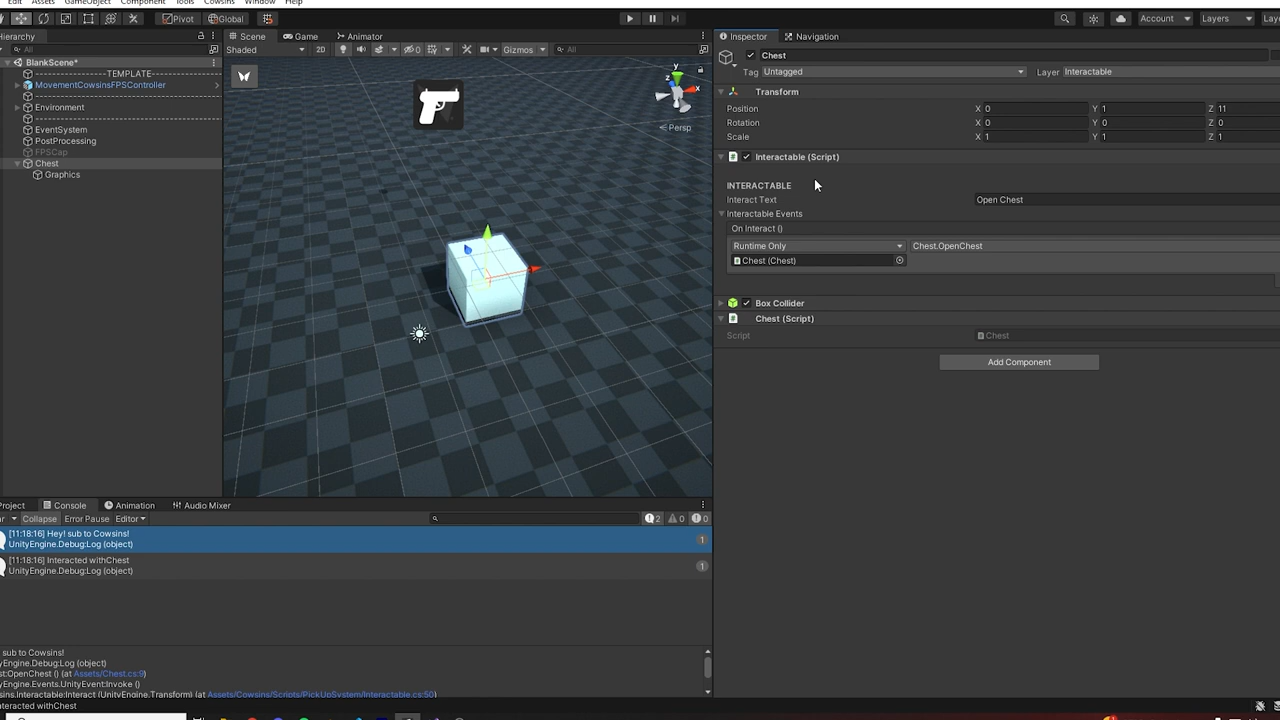 Edit Assets GameObject Component Tools Cowsins Window Help
Pivot Global Account Layers
Hierarchy Scene Game Animator Inspector Navigation
All Shaded 2D 0 Gizmos All Chest
BlankScene*
Tag Untagged Layer Interactable
--------------------TEMPLATE--------------------
MovementCowsinsFPSController
Environment
EventSystem
PostProcessing
FPSCap
Chest
Graphics
y
x
z
Persp
Transform
Position X 0 Y 1 Z 11
Rotation X 0 Y 0 Z 0
Scale X 1 Y 1 Z 1
Interactable (Script)
INTERACTABLE
Interact Text Open Chest
Interactable Events
On Interact ()
Runtime Only Chest.OpenChest
Chest (Chest)
Box Collider
Chest (Script)
Script Chest
Add Component
Project Console Animation Audio Mixer
Collapse Error Pause Editor 2 0 0
[11:18:16] Hey! sub to Cowsins!
UnityEngine.Debug:Log (object)
1
[11:18:16] Interacted withChest
UnityEngine.Debug:Log (object)
1
sub to Cowsins!
yEngine.Debug:Log (object)
st:OpenChest () (at Assets/Chest.cs:9)
yEngine.Events.UnityEvent:Invoke ()
sins.Interactable:Interact (UnityEngine.Transform) (at Assets/Cowsins/Scripts/PickUpSystem/Interactable.cs:50)
teracted withChest